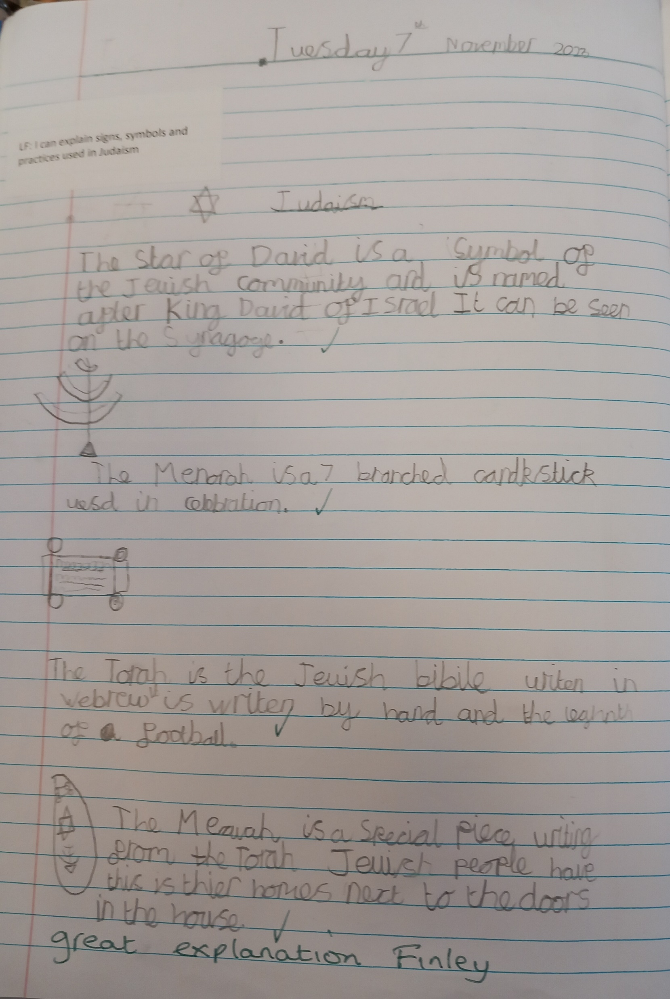 Tuesday 7th November 2023
LF: I can explain signs, symbols and
practices used in Judaism
Judaism
The Star of David is a symbol of
the Jewish community and is named
after King David of Israel It can be seen
on the Synagoge.
The Menorah is a 7 branched candlestick
uesd in celebration.
The Torah is the Jewish bibile writen in
webrew is writen by hand and the
of a football.
The is a special piece writing
from the Torah Jewish people have
this is thier homes next to the doors
in the house.
great explanation Finley